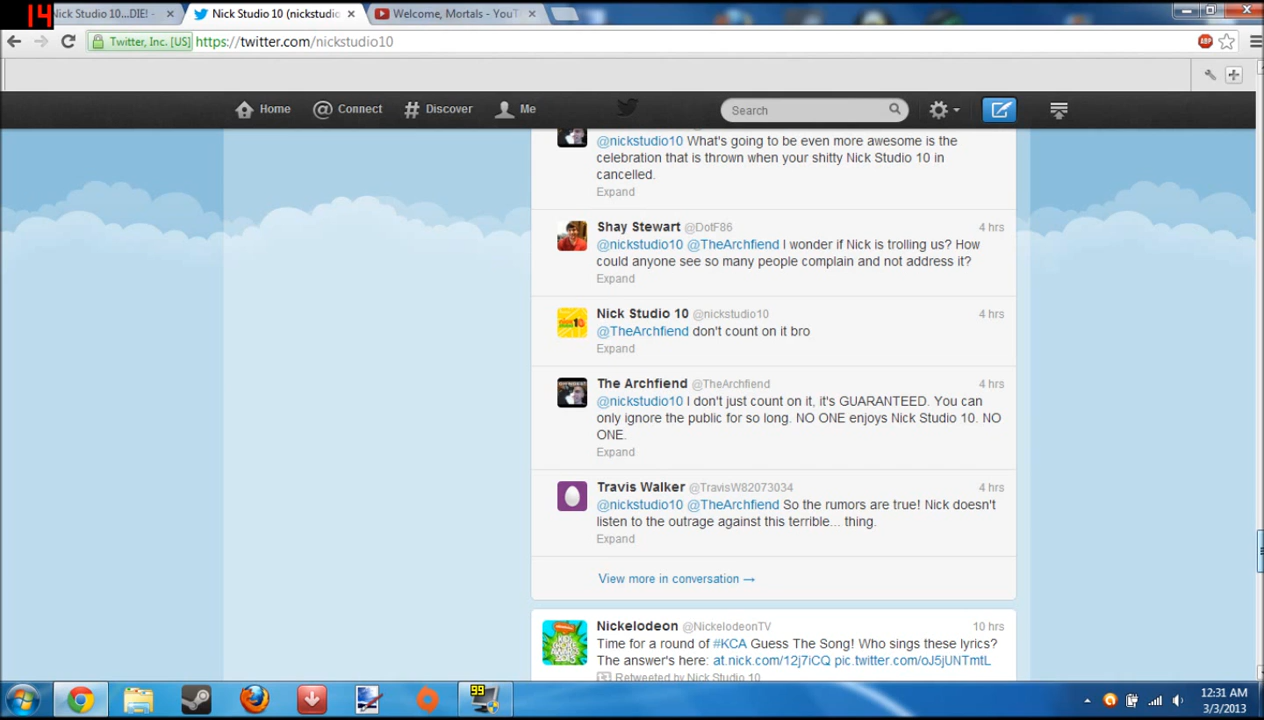 14
Nick Studio 10...DIE! -
Nick Studio 10 (nickstudio
Welcome, Mortals - YouT
Twitter, Inc. [US] https://twitter.com/nickstudio10
ABP
Home
Connect
Discover
Me
Search
@nickstudio10 What's going to be even more awesome is the
celebration that is thrown when your shitty Nick Studio 10 in
cancelled.
Expand
Shay Stewart @DotF86 4 hrs
@nickstudio10 @TheArchfiend I wonder if Nick is trolling us? How
could anyone see so many people complain and not address it?
Expand
Nick Studio 10 @nickstudio10 4 hrs
@TheArchfiend don't count on it bro
Expand
The Archfiend @TheArchfiend 4 hrs
@nickstudio10 I don't just count on it, it's GUARANTEED. You can
only ignore the public for so long. NO ONE enjoys Nick Studio 10. NO
ONE.
Expand
Travis Walker @TravisW82073034 4 hrs
@nickstudio10 @TheArchfiend So the rumors are true! Nick doesn't
listen to the outrage against this terrible... thing.
Expand
View more in conversation →
Nickelodeon @NickelodeonTV 10 hrs
Time for a round of #KCA Guess The Song! Who sings these lyrics?
The answer's here: at.nick.com/12j7iCQ pic.twitter.com/oJ5jUNTmtL
Retweeted by Nick Studio 10
99
12:31 AM
3/3/2013